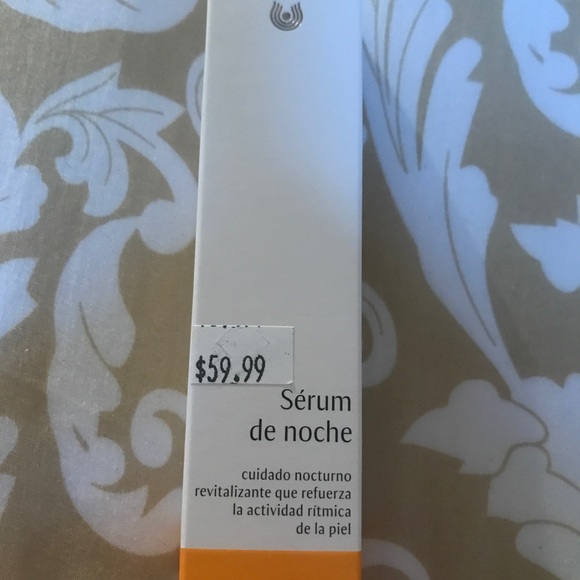 $59.99
Sérum
de noche
cuidado nocturno
revitalizante que refuerza
la actividad rítmica
de la piel